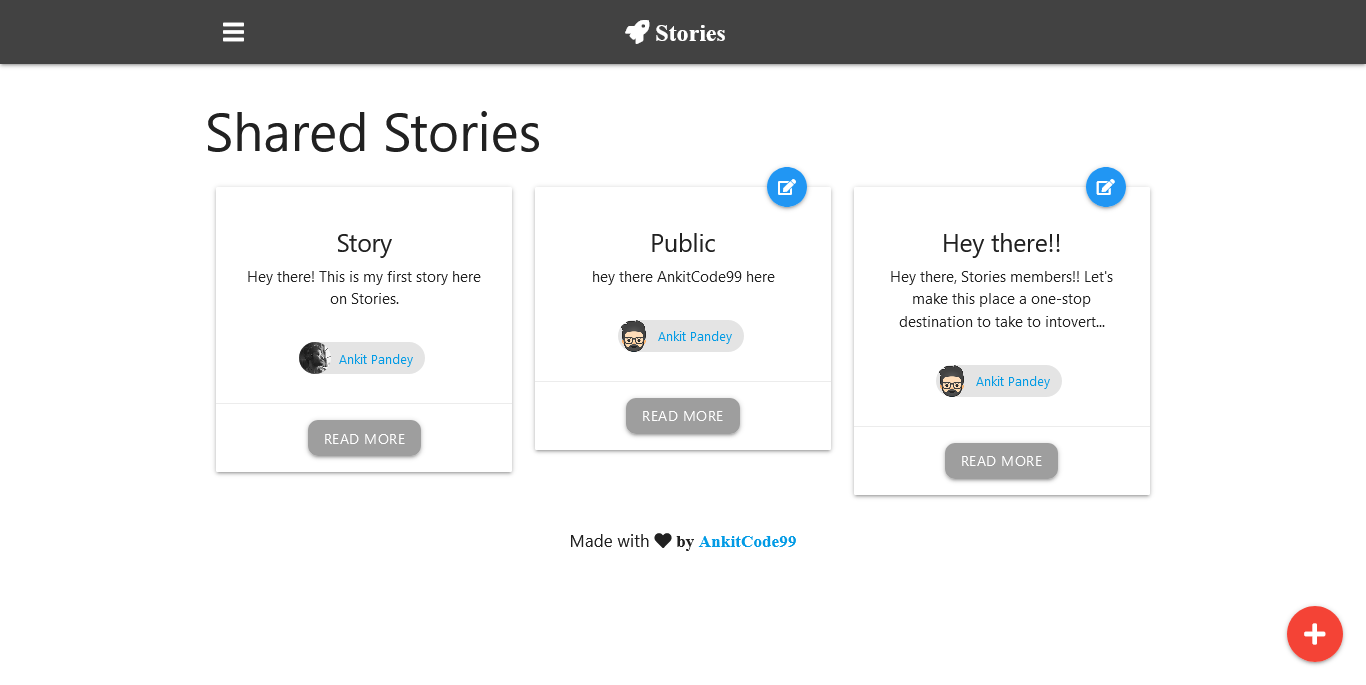 Stories
Shared Stories
Story
Hey there! This is my first story here
on Stories.
Ankit Pandey
READ MORE
Public
hey there AnkitCode99 here
Ankit Pandey
READ MORE
Hey there!!
Hey there, Stories members!! Let's
make this place a one-stop
destination to take to intovert...
Ankit Pandey
READ MORE
Made with ♥ by AnkitCode99